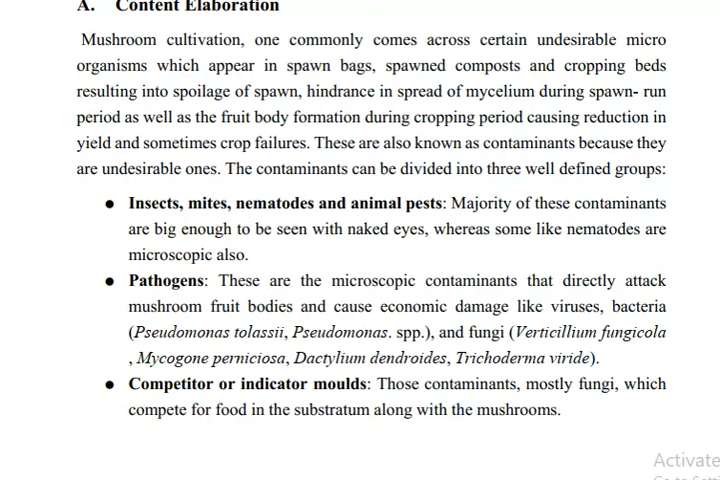 A. Content Elaboration
Mushroom cultivation, one commonly comes across certain undesirable micro
organisms which appear in spawn bags, spawned composts and cropping beds
resulting into spoilage of spawn, hindrance in spread of mycelium during spawn- run
period as well as the fruit body formation during cropping period causing reduction in
yield and sometimes crop failures. These are also known as contaminants because they
are undesirable ones. The contaminants can be divided into three well defined groups:
● Insects, mites, nematodes and animal pests: Majority of these contaminants
are big enough to be seen with naked eyes, whereas some like nematodes are
microscopic also.
● Pathogens: These are the microscopic contaminants that directly attack
mushroom fruit bodies and cause economic damage like viruses, bacteria
(Pseudomonas tolassii, Pseudomonas. spp.), and fungi (Verticillium fungicola
, Mycogone perniciosa, Dactylium dendroides, Trichoderma viride).
● Competitor or indicator moulds: Those contaminants, mostly fungi, which
compete for food in the substratum along with the mushrooms.
Activate